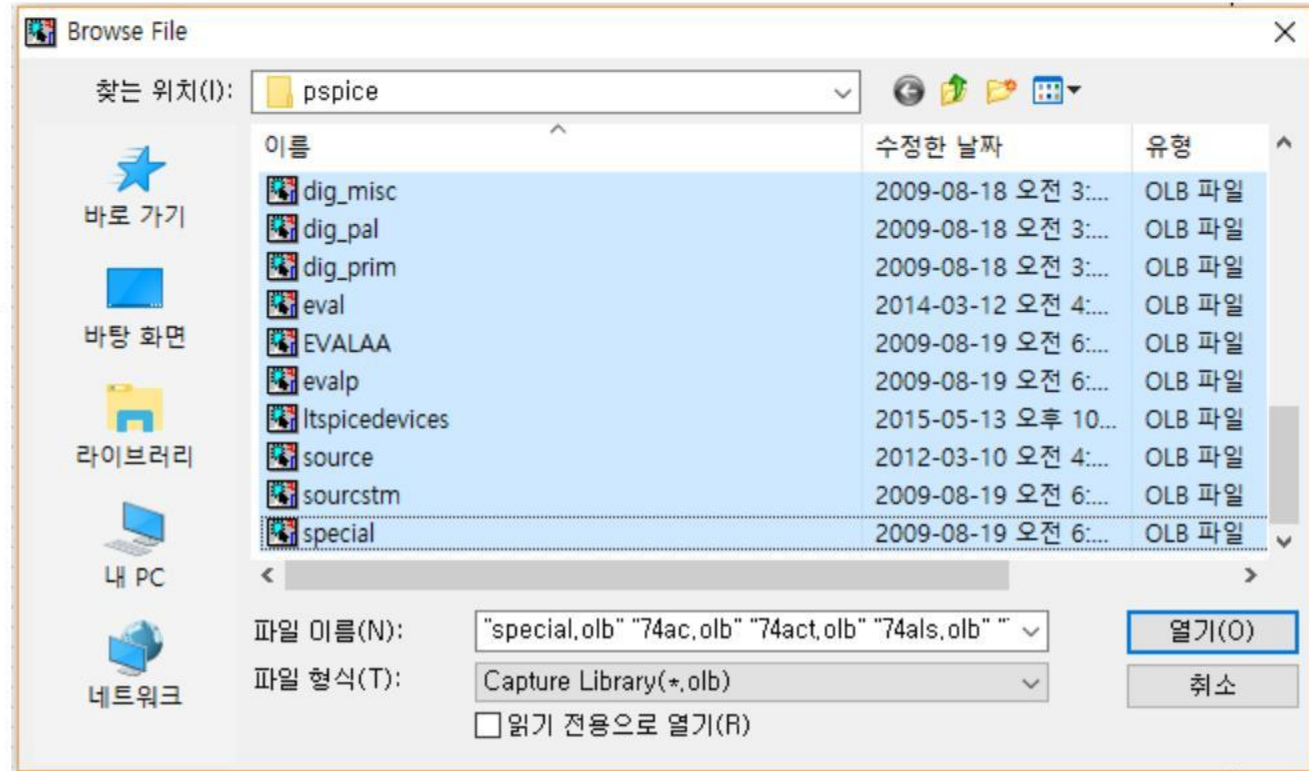 Browse File
찾는 위치(I): pspice
이름 수정한 날짜 유형
dig_misc 2009-08-18 오전 3:... OLB 파일
dig_pal 2009-08-18 오전 3:... OLB 파일
dig_prim 2009-08-18 오전 3:... OLB 파일
eval 2014-03-12 오전 4:... OLB 파일
EVALAA 2009-08-19 오전 6:... OLB 파일
evalp 2009-08-19 오전 6:... OLB 파일
ltspicedevices 2015-05-13 오후 10... OLB 파일
source 2012-03-10 오전 4:... OLB 파일
sourcstm 2009-08-19 오전 6:... OLB 파일
special 2009-08-19 오전 6:... OLB 파일
바로 가기
바탕 화면
라이브러리
내 PC
네트워크
파일 이름(N): "special.olb" "74ac.olb" "74act.olb" "74als.olb" " 열기(O)
파일 형식(T): Capture Library(*.olb) 취소
읽기 전용으로 열기(R)